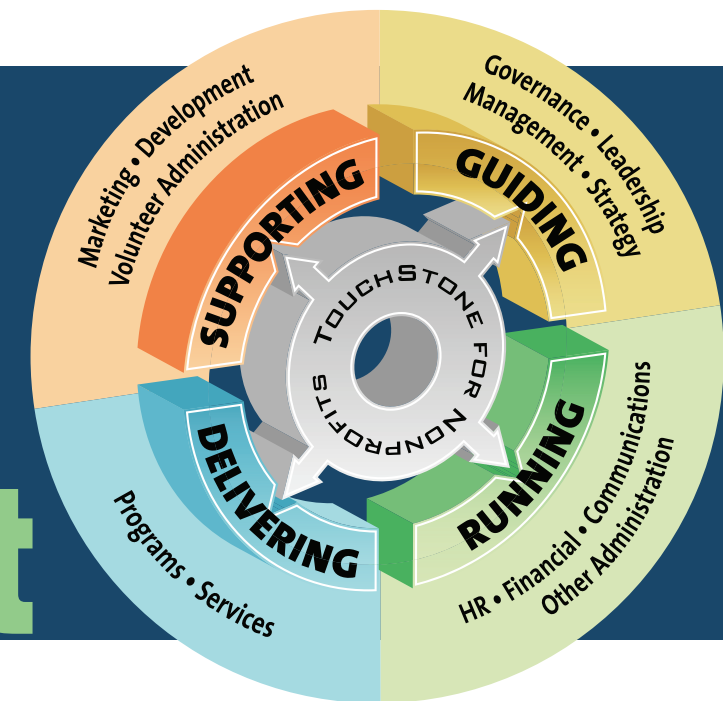 Marketing • Development
Volunteer Administration
SUPPORTING
Governance • Leadership
Management • Strategy
GUIDING
TOUCHSTONE FOR NONPROFITS
DELIVERING
Programs • Services
RUNNING
HR • Financial • Communications
Other Administration
t